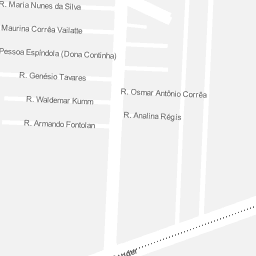 R. Maria Nunes da Silva
Maurina Corrêa Vailatte
Pessoa Espíndola (Dona Continha)
R. Genésio Tavares
R. Osmar Antônio Corrêa
R. Waldemar Kumm
R. Analina Régis
R. Armando Fontolan